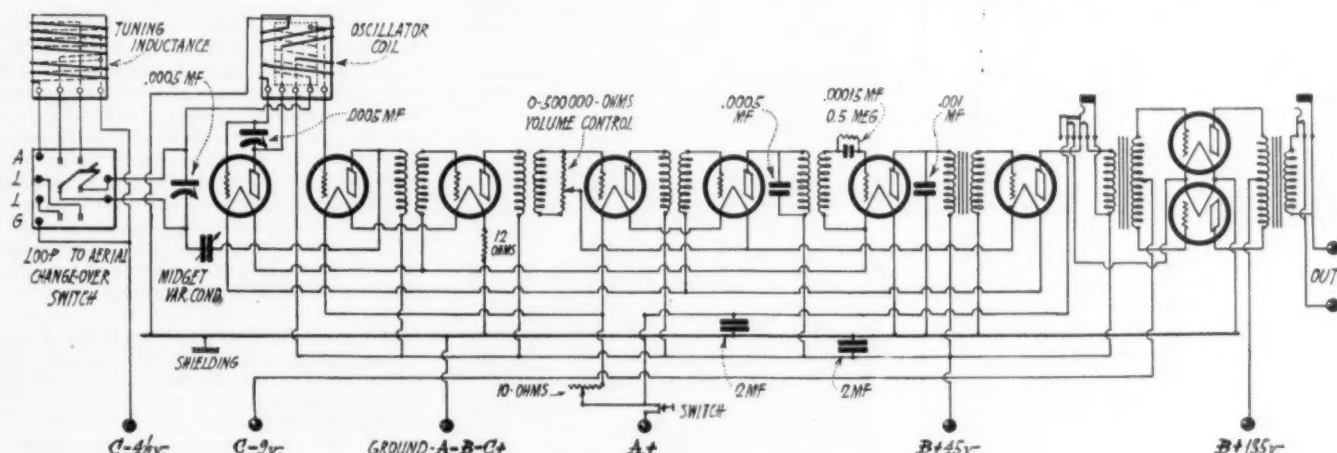 TUNING
INDUCTANCE
OSCILLATOR
COIL
.0005 MF
.0005 MF
0-500000-OHMS
VOLUME CONTROL
.0005
MF
.00015 MF
0.5 MEG
.001
MF
A
L
L
G
LOOP TO AERIAL
CHANGE-OVER
SWITCH
MIDGET
VAR. COND.
12
OHMS
OUT
SHIELDING
10-OHMS
SWITCH
2MF
2MF
C-4½v-
C-9v-
GROUND-A-B-C+
A+
B+45v-
B+135v-